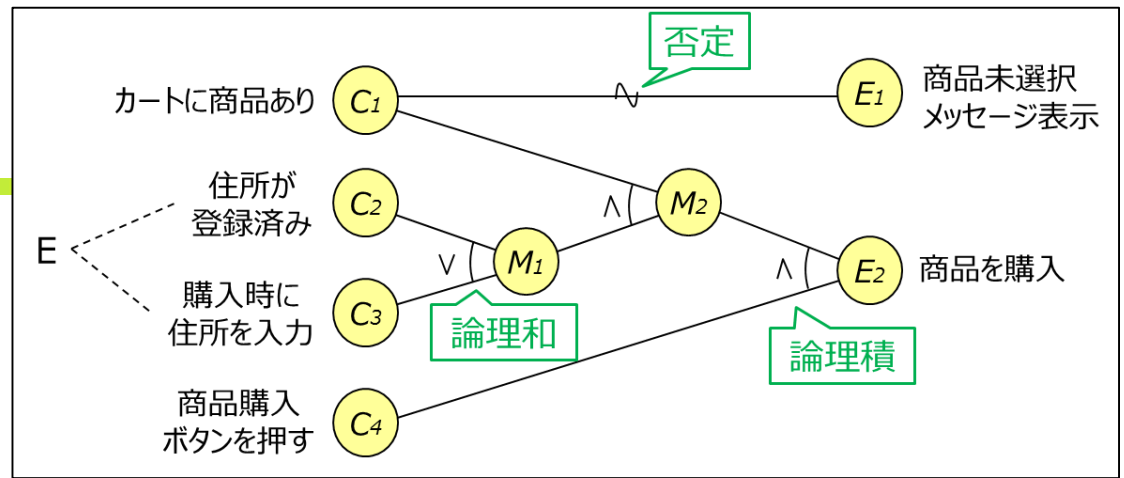 否定
カートに商品あり
C1
E1
商品未選択
メッセージ表示
住所が
登録済み
C2
∧
M2
E
∨
M1
∧
E2
商品を購入
購入時に
住所を入力
C3
論理和
論理積
商品購入
ボタンを押す
C4